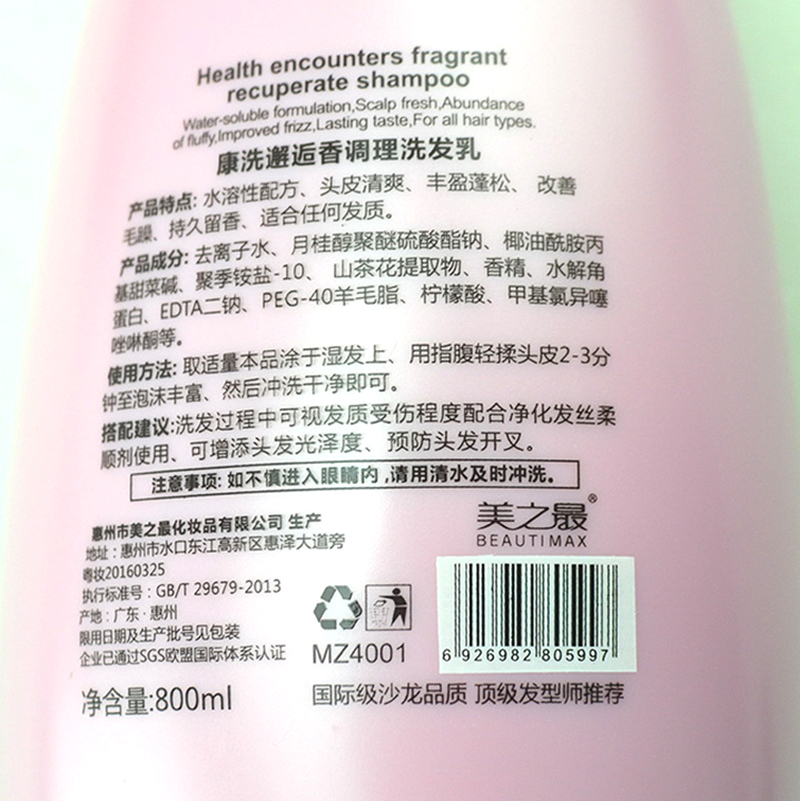 Health encounters fragrant
recuperate shampoo
Water-soluble formulation,Scalp fresh,Abundance
of fluffy,Improved frizz,Lasting taste,For all hair types.
康洗邂逅香调理洗发乳
产品特点: 水溶性配方、头皮清爽、丰盈蓬松、改善
毛躁、持久留香、适合任何发质。
产品成分: 去离子水、月桂醇聚醚硫酸酯钠、椰油酰胺丙
基甜菜碱、聚季铵盐-10、山茶花提取物、香精、水解角
蛋白、EDTA二钠、PEG-40羊毛脂、柠檬酸、甲基氯异噻
唑啉酮等。
使用方法: 取适量本品涂于湿发上、用指腹轻揉头皮2-3分
钟至泡沫丰富、然后冲洗干净即可。
搭配建议:洗发过程中可视发质受伤程度配合净化发丝柔
顺剂使用、可增添头发光泽度、预防头发开叉。
注意事项: 如不慎进入眼睛内,请用清水及时冲洗。
惠州市美之最化妆品有限公司 生产
地址: 惠州市水口东江高新区惠泽大道旁
粤妆20160325
执行标准号: GB/T 29679-2013
产地: 广东·惠州
限用日期及生产批号见包装
企业已通过SGS欧盟国际体系认证
净含量:800ml
美之最®
BEAUTIMAX
MZ4001
6 926982 805997
国际级沙龙品质 顶级发型师推荐